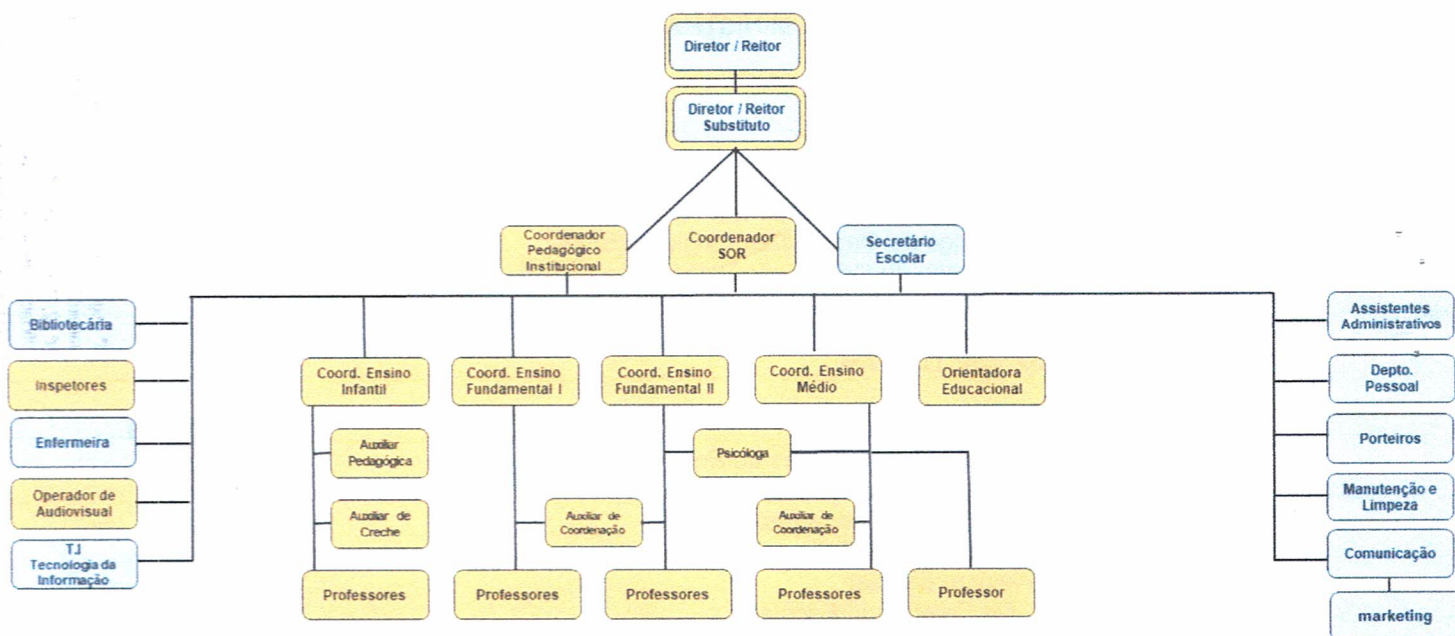 Diretor / Reitor
Diretor / Reitor
Substituto
Coordenador
Pedagógico
Institucional
Coordenador
SOR
Secretário
Escolar
Bibliotecária
Inspetores
Enfermeira
Operador de
Audiovisual
T.I
Tecnologia da
Informação
Coord. Ensino
Infantil
Coord. Ensino
Fundamental I
Coord. Ensino
Fundamental II
Coord. Ensino
Médio
Orientadora
Educacional
Auxiliar
Pedagógica
Psicóloga
Auxiliar de
Creche
Auxiliar de
Coordenação
Auxiliar de
Coordenação
Professores
Professores
Professores
Professores
Professor
Assistentes
Administrativos
Depto.
Pessoal
Porteiros
Manutenção e
Limpeza
Comunicação
marketing